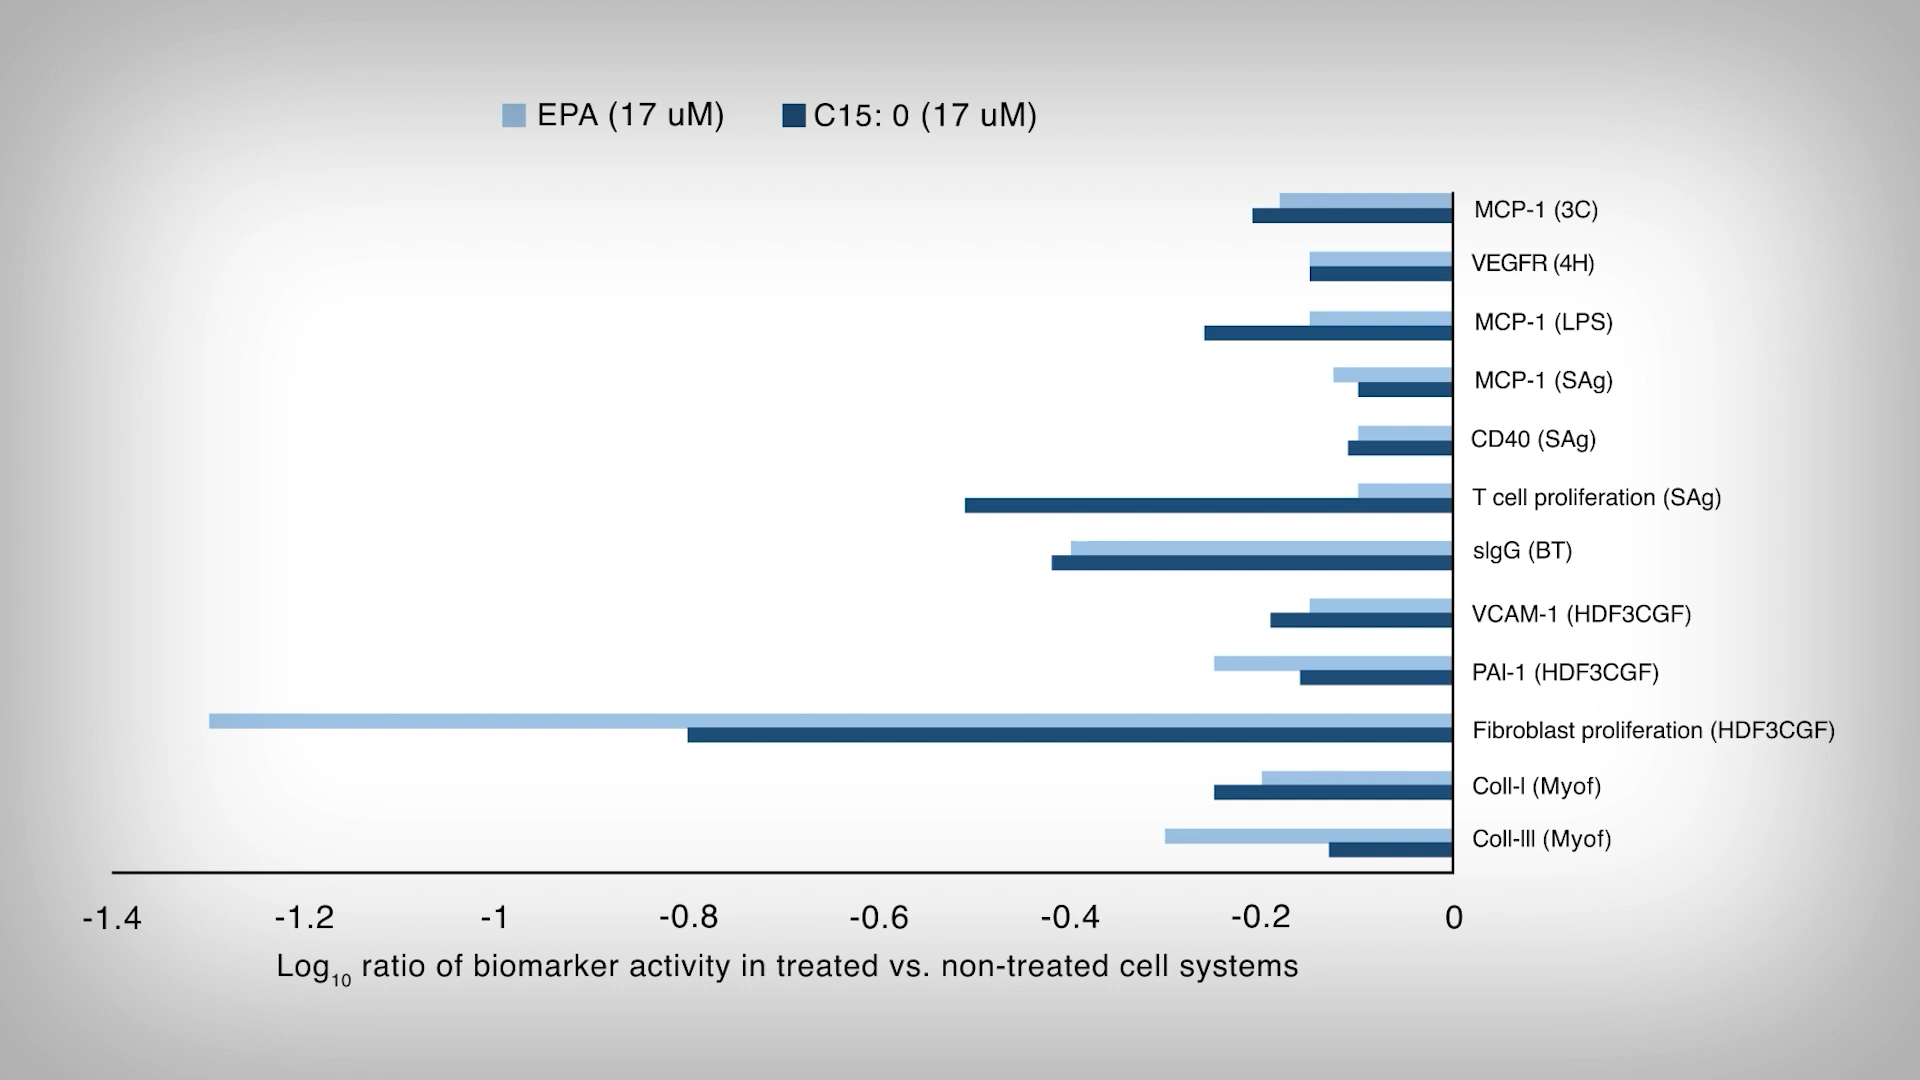 EPA (17 uM) C15: 0 (17 uM)
MCP-1 (3C)
VEGFR (4H)
MCP-1 (LPS)
MCP-1 (SAg)
CD40 (SAg)
T cell proliferation (SAg)
slgG (BT)
VCAM-1 (HDF3CGF)
PAI-1 (HDF3CGF)
Fibroblast proliferation (HDF3CGF)
Coll-I (Myof)
Coll-III (Myof)
-1.4 -1.2 -1 -0.8 -0.6 -0.4 -0.2 0
Log₁₀ ratio of biomarker activity in treated vs. non-treated cell systems